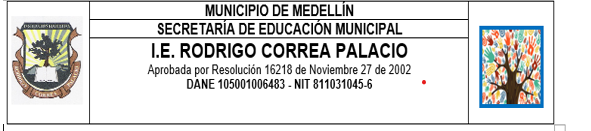 MUNICIPIO DE MEDELLÍN
SECRETARÍA DE EDUCACIÓN MUNICIPAL
I.E. RODRIGO CORREA PALACIO
Aprobada por Resolución 16218 de Noviembre 27 de 2002
DANE 105001006483 - NIT 811031045-6